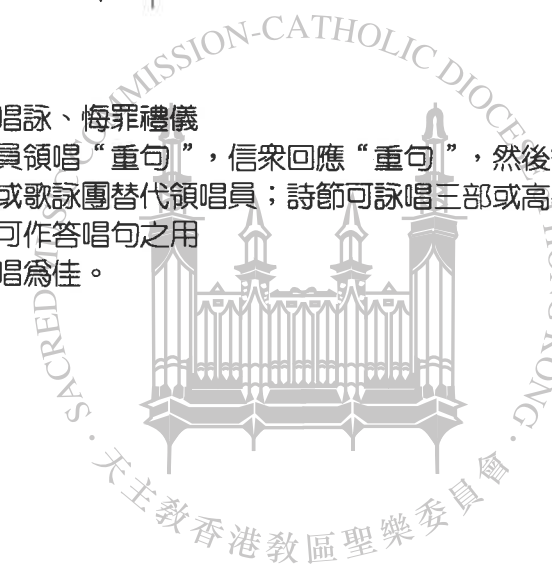 唱詠、悔罪禮儀
員領唱“重句”，信衆回應“重句”，然後
或歌詠團替代領唱員；詩節可詠唱三部或高
可作答唱句之用
唱爲佳。
SACRED MUSIC COMMISSION-CATHOLIC DIOCESE OF HONG KONG
天主教香港教區聖樂委員會